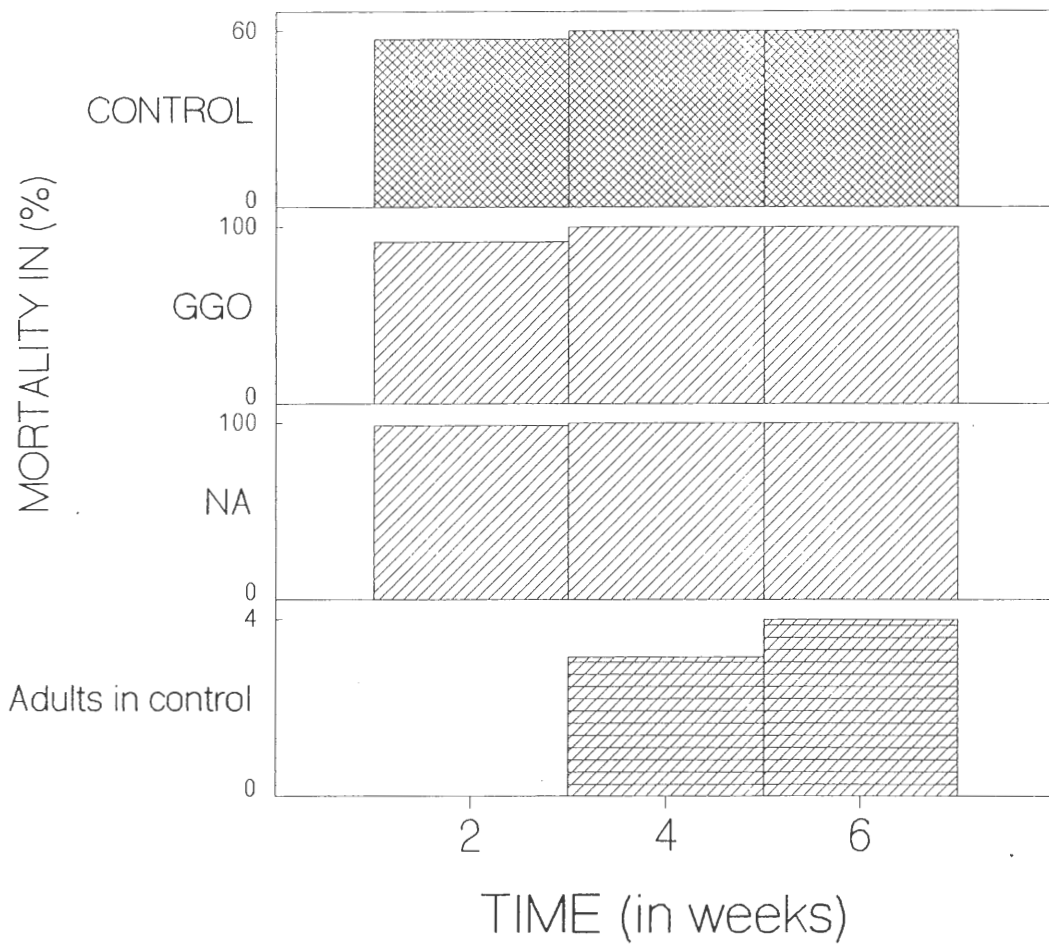 MORTALITY IN (%)
60
CONTROL
0
100
GGO
0
100
NA
0
4
Adults in control
0
2 4 6
TIME (in weeks)